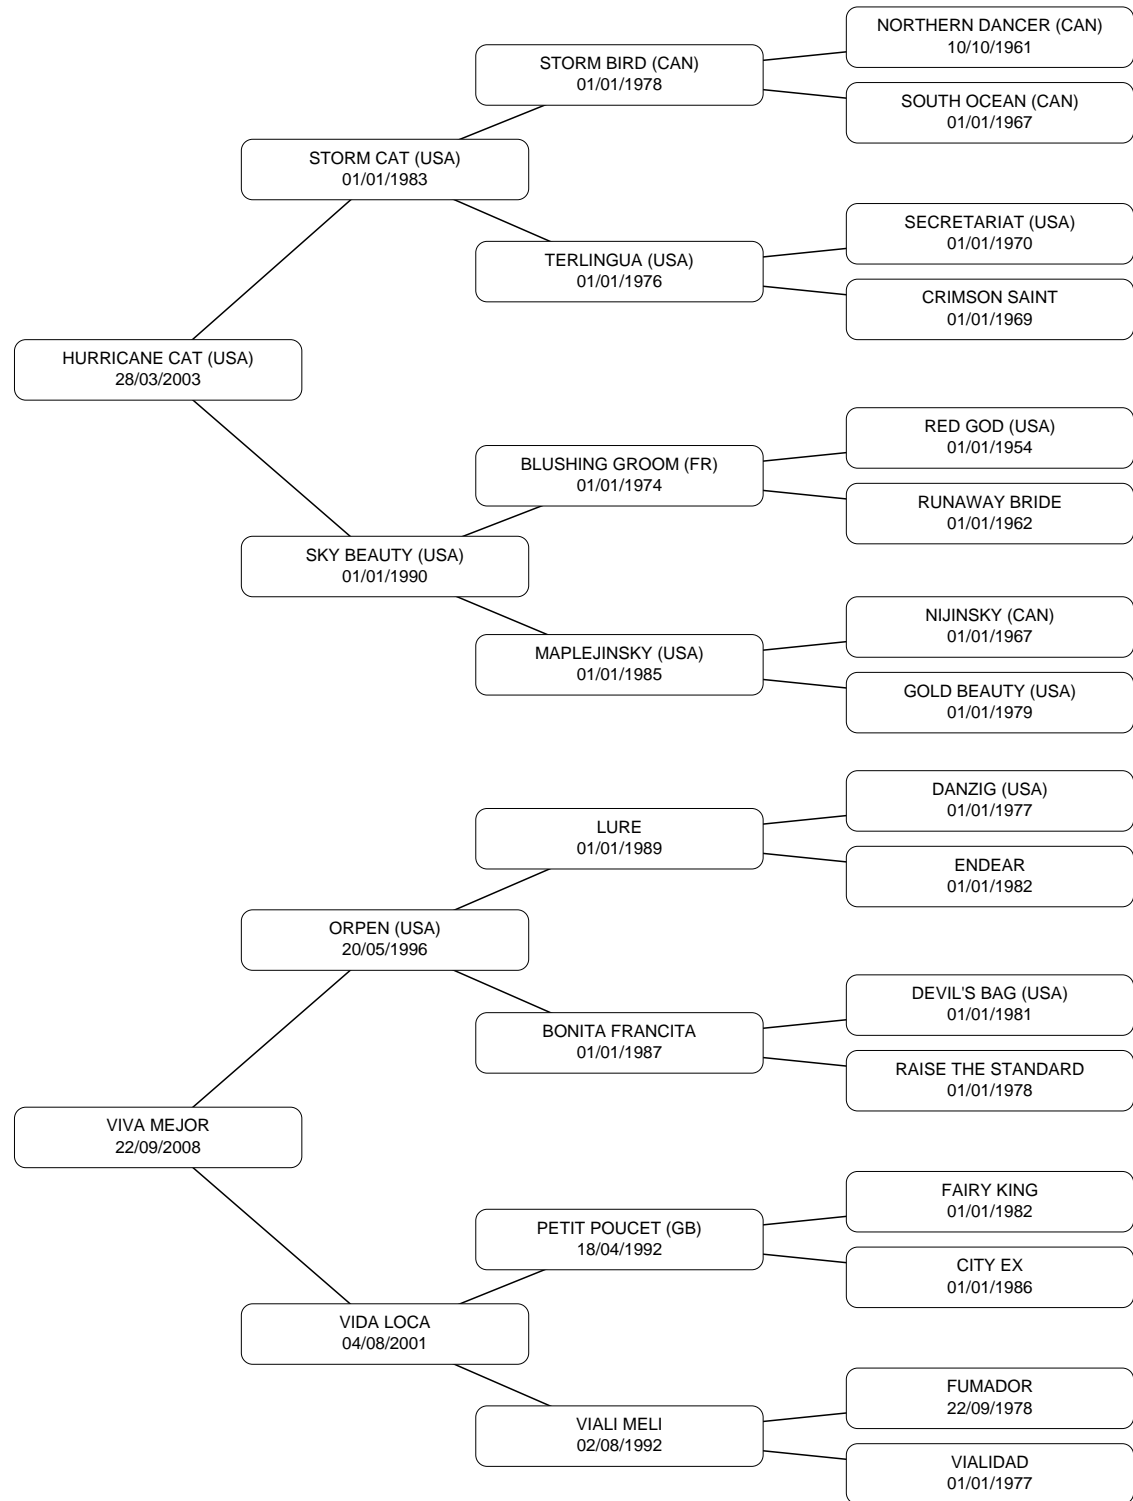 NORTHERN DANCER (CAN)
10/10/1961
STORM BIRD (CAN)
01/01/1978
SOUTH OCEAN (CAN)
01/01/1967
STORM CAT (USA)
01/01/1983
SECRETARIAT (USA)
01/01/1970
TERLINGUA (USA)
01/01/1976
CRIMSON SAINT
01/01/1969
HURRICANE CAT (USA)
28/03/2003
RED GOD (USA)
01/01/1954
BLUSHING GROOM (FR)
01/01/1974
RUNAWAY BRIDE
01/01/1962
SKY BEAUTY (USA)
01/01/1990
NIJINSKY (CAN)
01/01/1967
MAPLEJINSKY (USA)
01/01/1985
GOLD BEAUTY (USA)
01/01/1979
DANZIG (USA)
01/01/1977
LURE
01/01/1989
ENDEAR
01/01/1982
ORPEN (USA)
20/05/1996
DEVIL'S BAG (USA)
01/01/1981
BONITA FRANCITA
01/01/1987
RAISE THE STANDARD
01/01/1978
VIVA MEJOR
22/09/2008
FAIRY KING
01/01/1982
PETIT POUCET (GB)
18/04/1992
CITY EX
01/01/1986
VIDA LOCA
04/08/2001
FUMADOR
22/09/1978
VIALI MELI
02/08/1992
VIALIDAD
01/01/1977